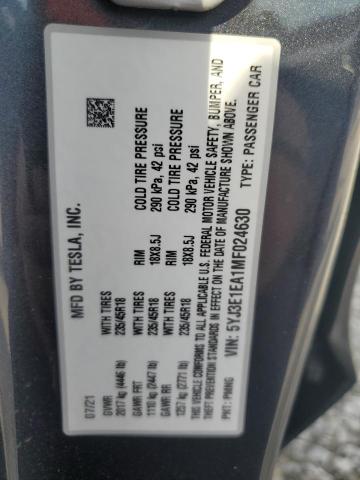 MFD BY TESLA, INC.
07/21
GVWR
2017 kg (4446 lb)
GAWR FRT
1110 kg (2447 lb)
GAWR RR
1257 kg (2771 lb)
WITH TIRES
235/45R18
WITH TIRES
235/45R18
WITH TIRES
235/45R18
RIM
18X8.5J
RIM
18X8.5J
COLD TIRE PRESSURE
290 kPa, 42 psi
COLD TIRE PRESSURE
290 kPa, 42 psi
THIS VEHICLE CONFORMS TO ALL APPLICABLE U.S. FEDERAL MOTOR VEHICLE SAFETY, BUMPER, AND
THEFT PREVENTION STANDARDS IN EFFECT ON THE DATE OF MANUFACTURE SHOWN ABOVE.
VIN: 5YJ3E1EA1MF024630
TYPE: PASSENGER CAR
PNT: PMNG